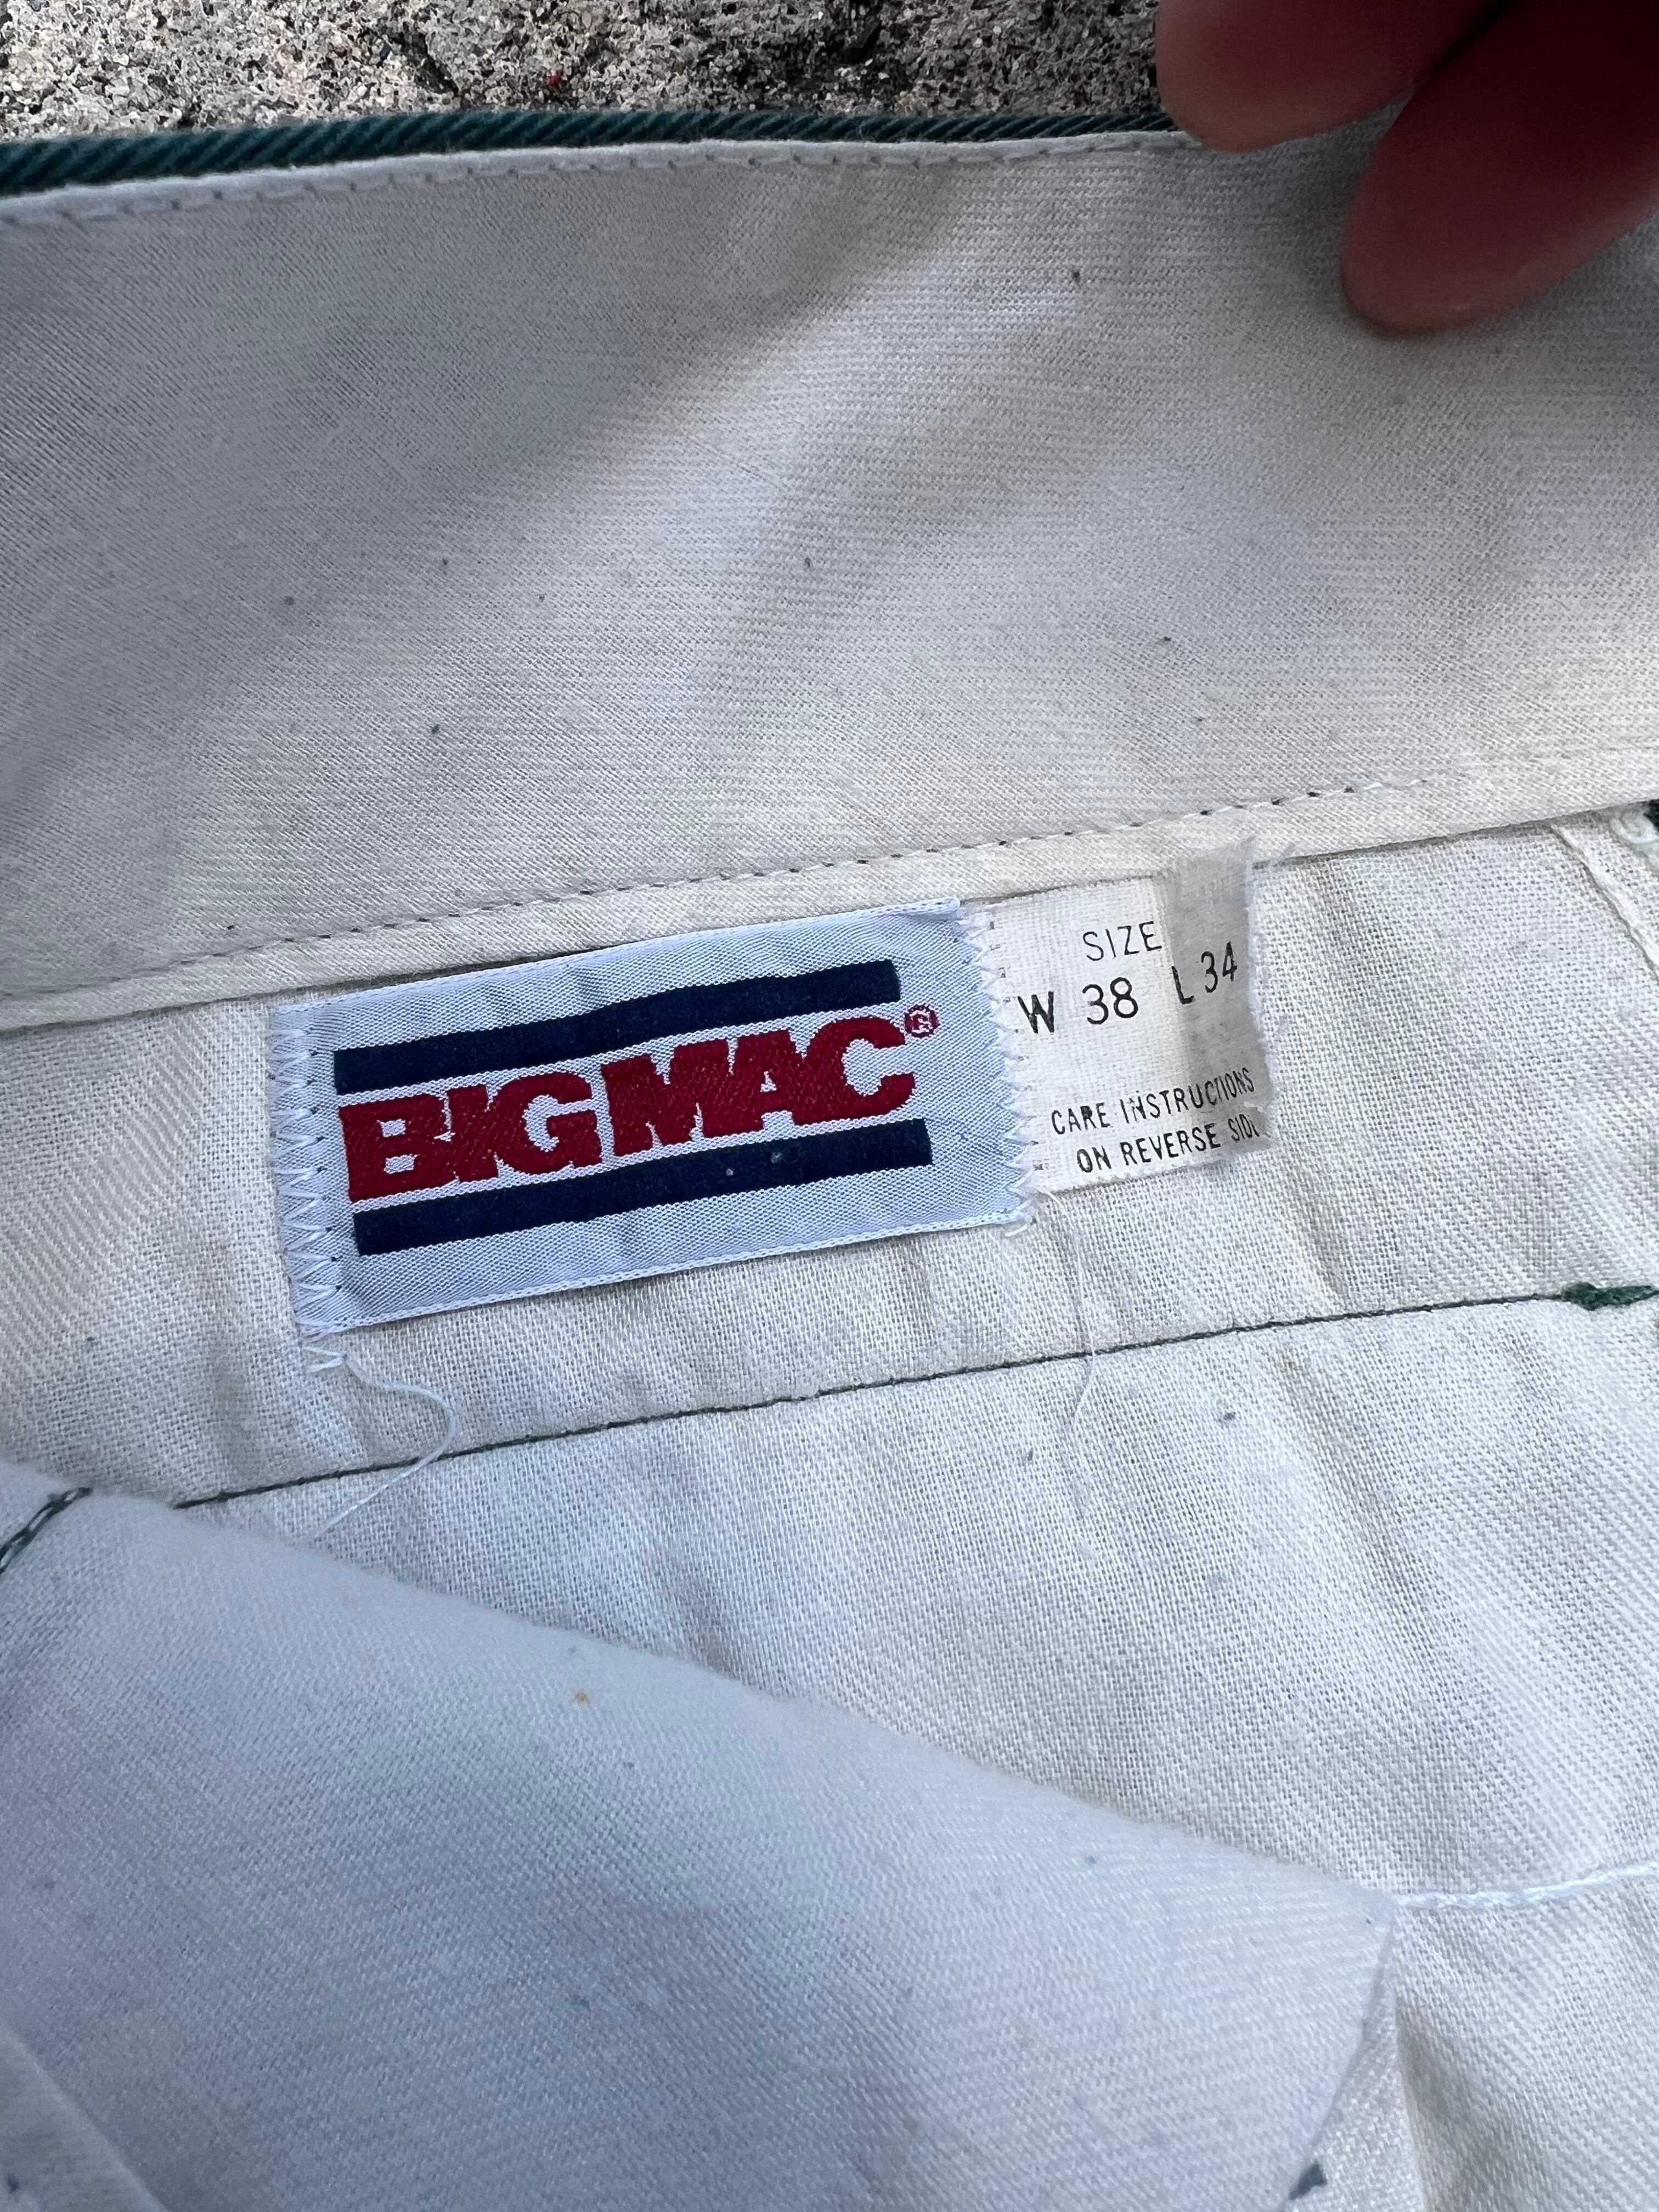 BIG MAC®
SIZE
W 38 L 34
CARE INSTRUCTIONS
ON REVERSE SIDE